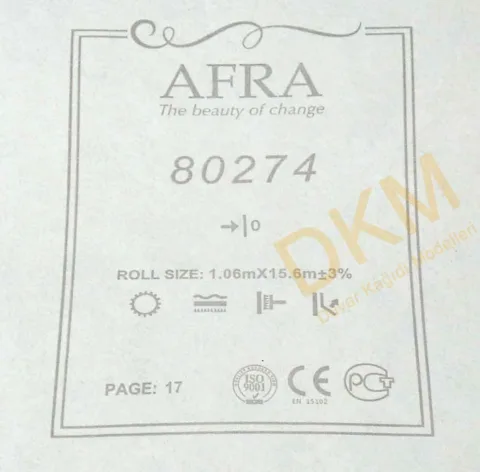 AFRA
The beauty of change
80274
0
ROLL SIZE: 1.06mX15.6m±3%
PAGE: 17
ISO
9001
CE
EN 15102
PCT
DKM
Duvar Kağıdı Modelleri